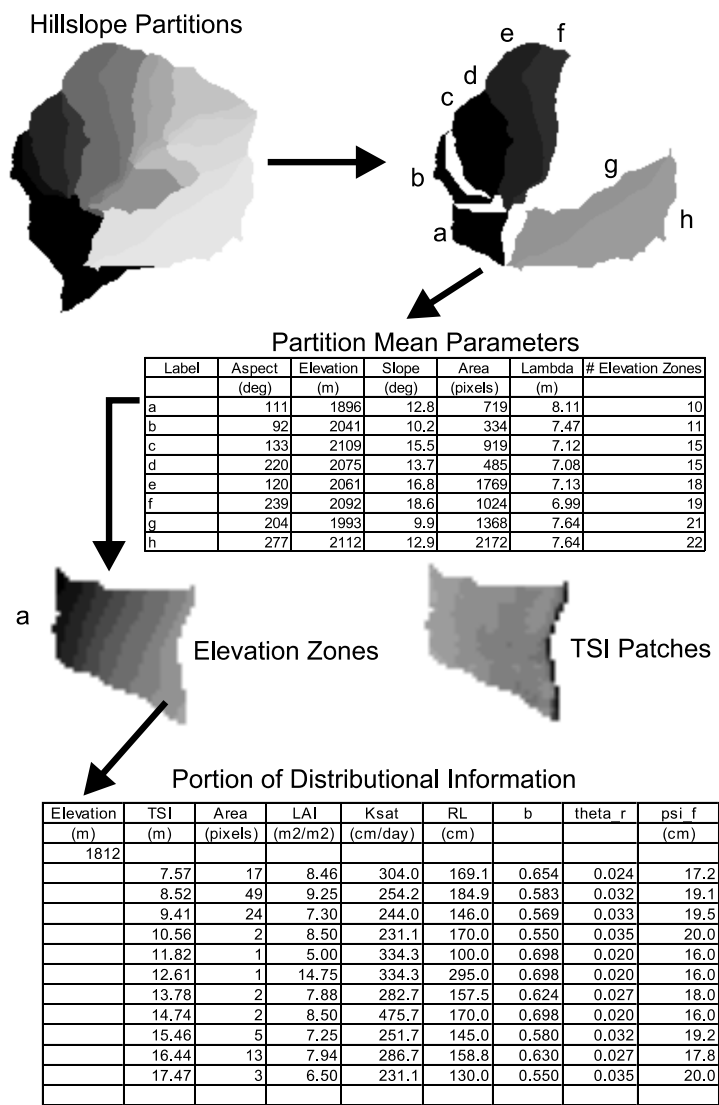 Hillslope Partitions
e f
d
c
b
a
g
h
Partition Mean Parameters
Label Aspect Elevation Slope Area Lambda # Elevation Zones
(deg) (m) (deg) (pixels) (m)
a 111 1896 12.8 719 8.11 10
b 92 2041 10.2 334 7.47 11
c 133 2109 15.5 919 7.12 15
d 220 2075 13.7 485 7.08 15
e 120 2061 16.8 1769 7.13 18
f 239 2092 18.6 1024 6.99 19
g 204 1993 9.9 1368 7.64 21
h 277 2112 12.9 2172 7.64 22
a
Elevation Zones
TSI Patches
Portion of Distributional Information
Elevation TSI Area LAI Ksat RL b theta_r psi_f
(m) (m) (pixels) (m2/m2) (cm/day) (cm) (cm)
1812
7.57 17 8.46 304.0 169.1 0.654 0.024 17.2
8.52 49 9.25 254.2 184.9 0.583 0.032 19.1
9.41 24 7.30 244.0 146.0 0.569 0.033 19.5
10.56 2 8.50 231.1 170.0 0.550 0.035 20.0
11.82 1 5.00 334.3 100.0 0.698 0.020 16.0
12.61 1 14.75 334.3 295.0 0.698 0.020 16.0
13.78 2 7.88 282.7 157.5 0.624 0.027 18.0
14.74 2 8.50 475.7 170.0 0.698 0.020 16.0
15.46 5 7.25 251.7 145.0 0.580 0.032 19.2
16.44 13 7.94 286.7 158.8 0.630 0.027 17.8
17.47 3 6.50 231.1 130.0 0.550 0.035 20.0